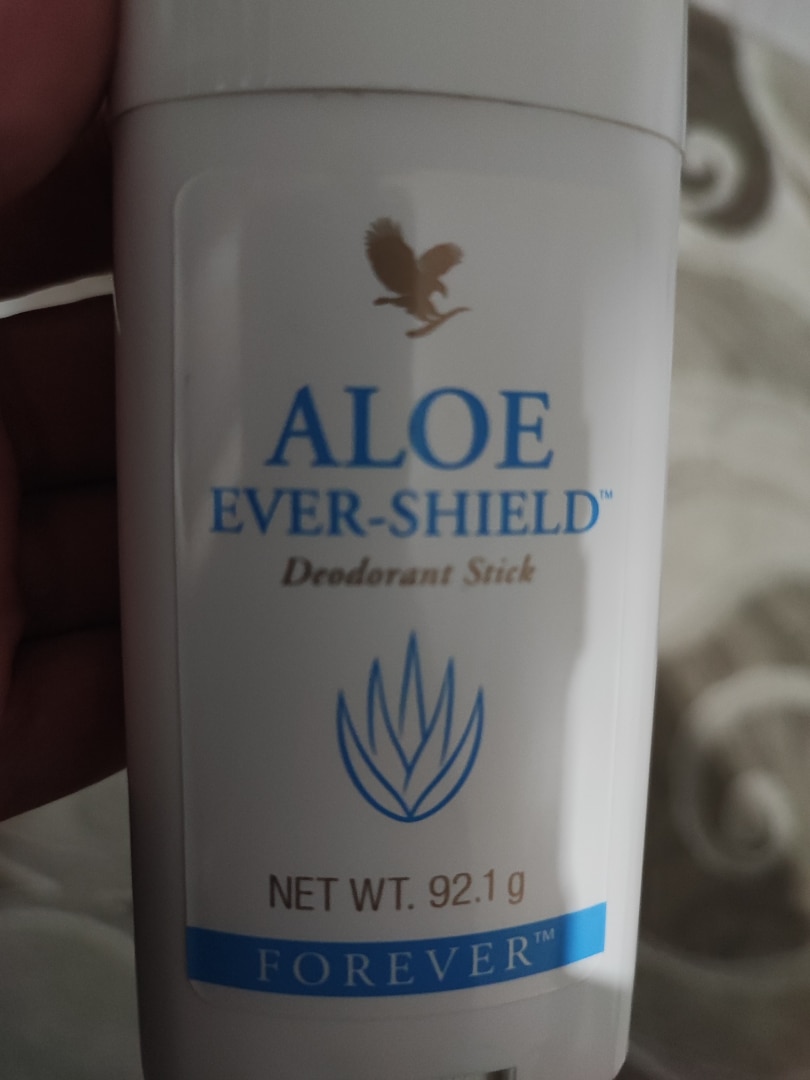 ALOE
EVER-SHIELD™
Deodorant Stick
NET WT. 92.1 g
FOREVER™